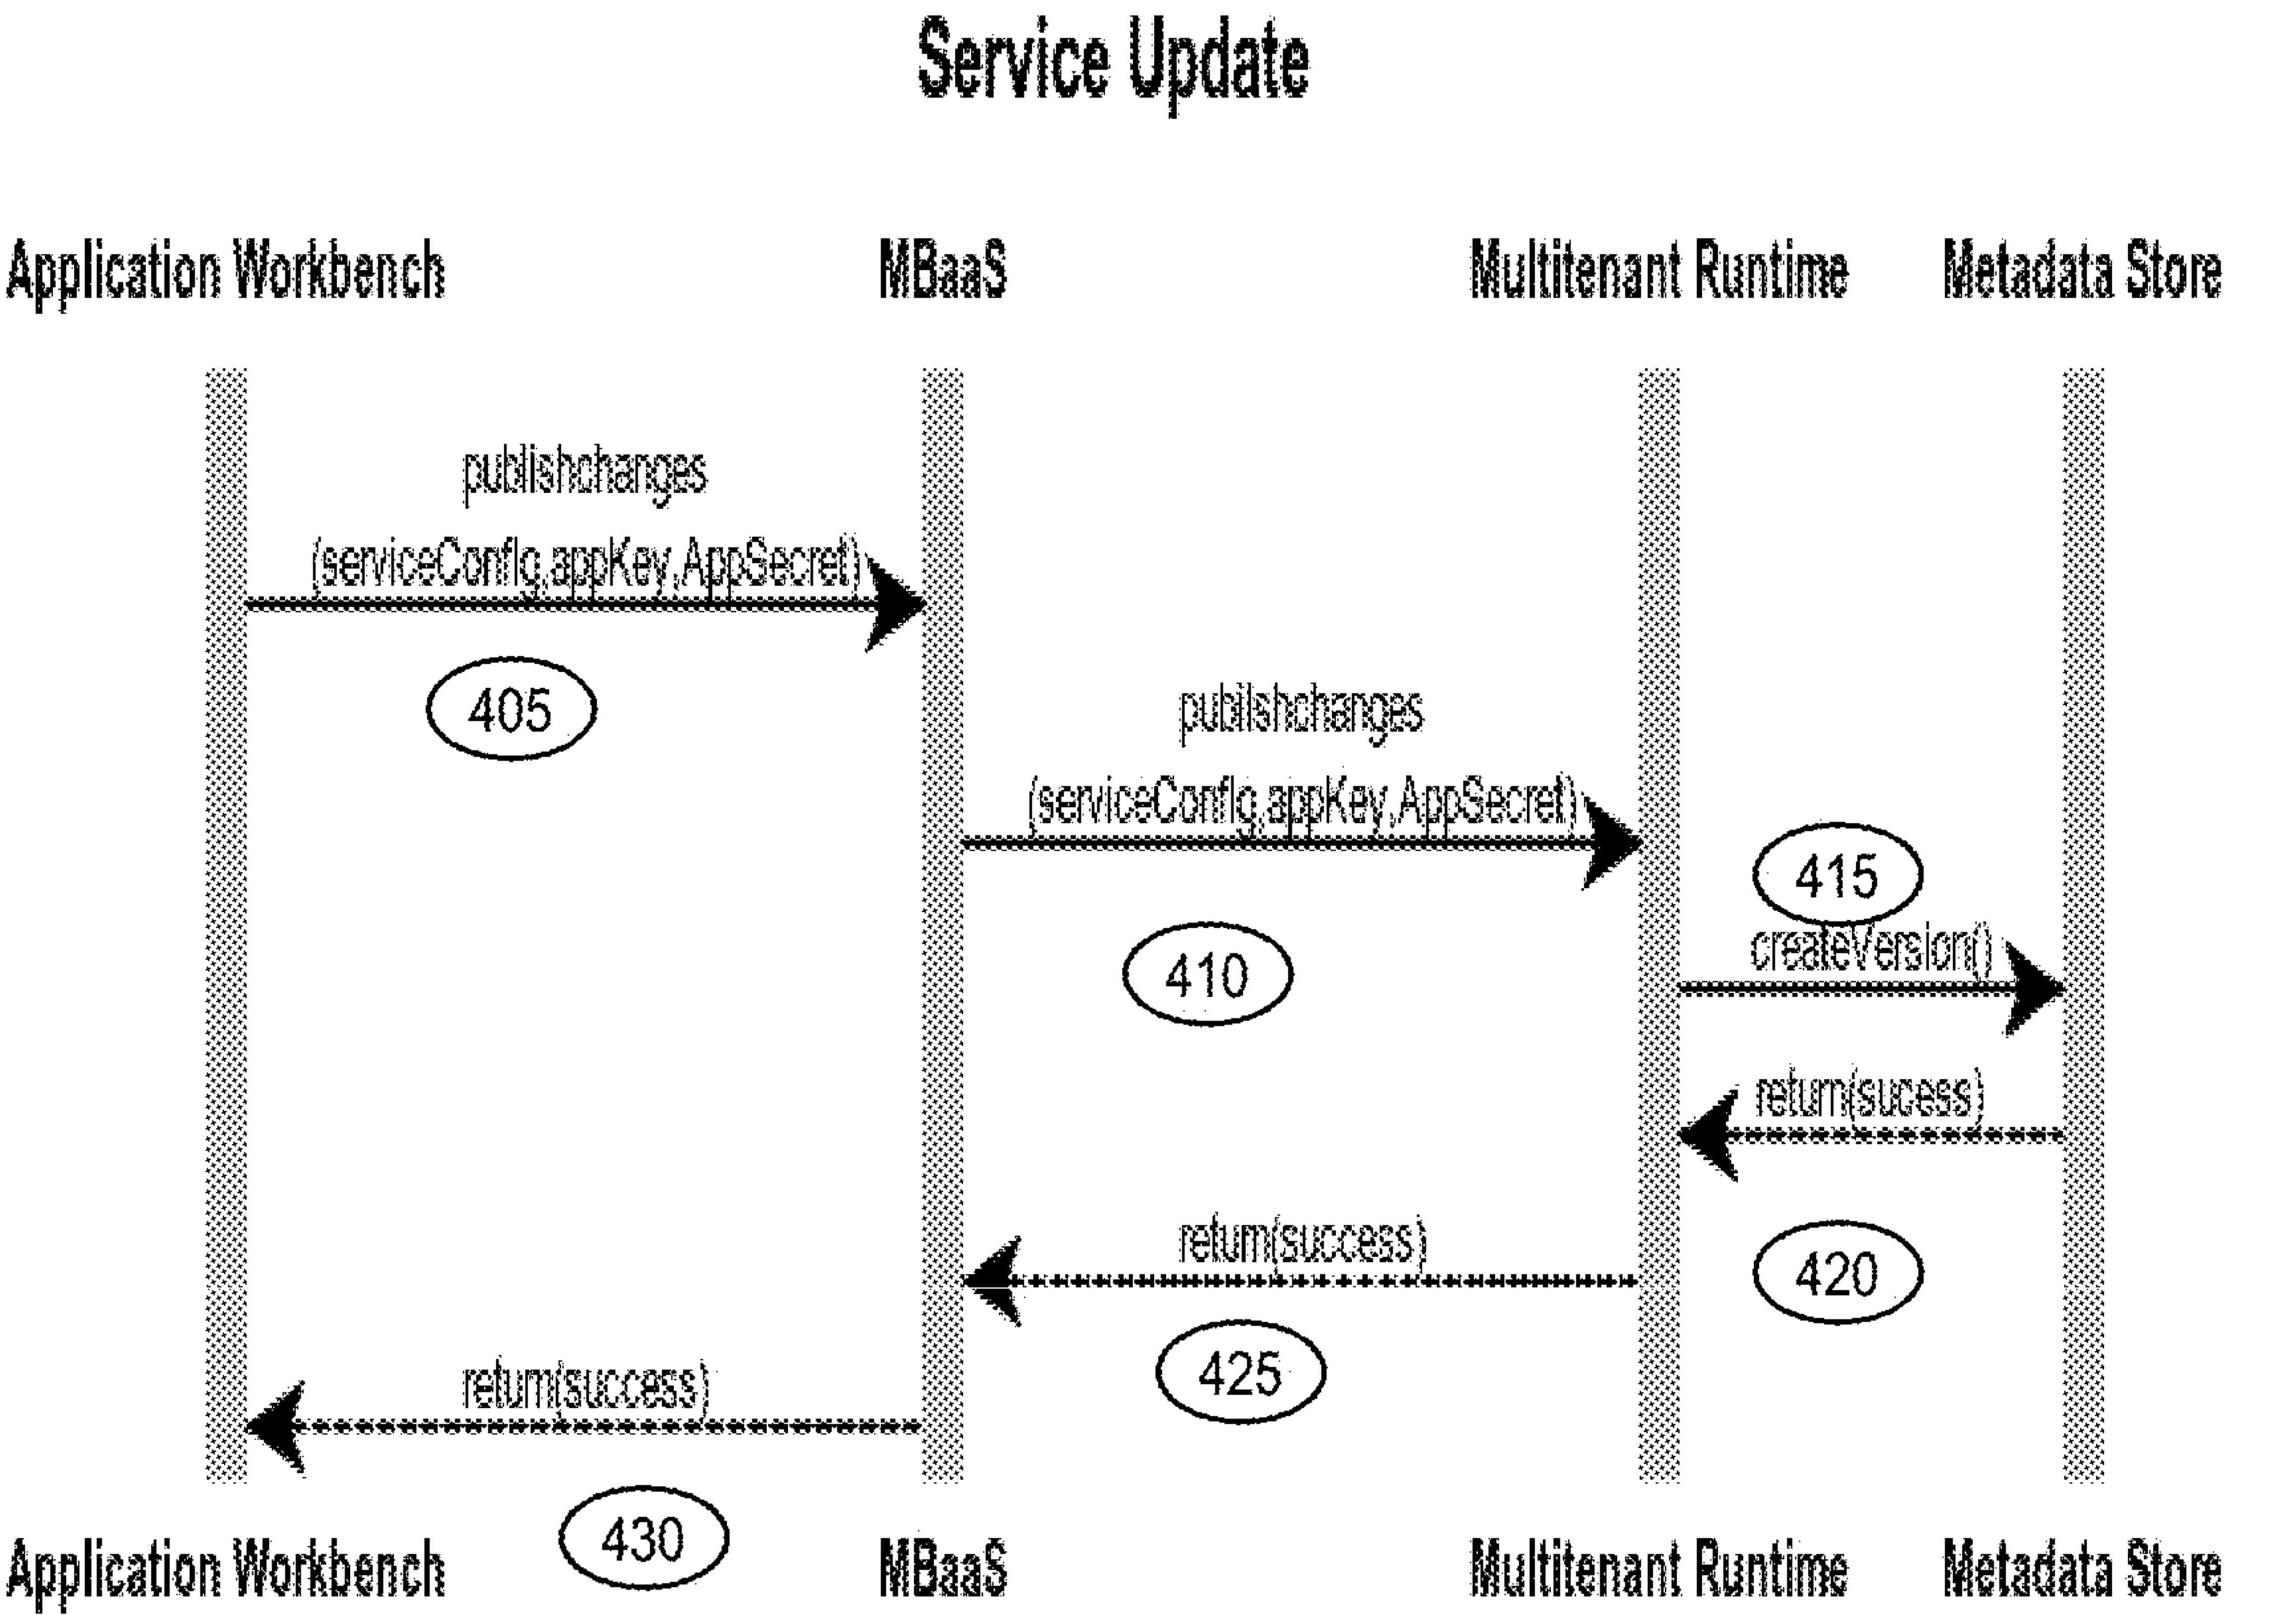 Service Update
Application Workbench MBaaS Multitenant Runtime Metadata Store
publishchanges
(serviceConfig,appKey,AppSecret)
405
publishchanges
(serviceConfig,appKey,AppSecret)
415
createVersion()
410
return(sucess)
return(success)
420
425
return(success)
430
Application Workbench MBaaS Multitenant Runtime Metadata Store